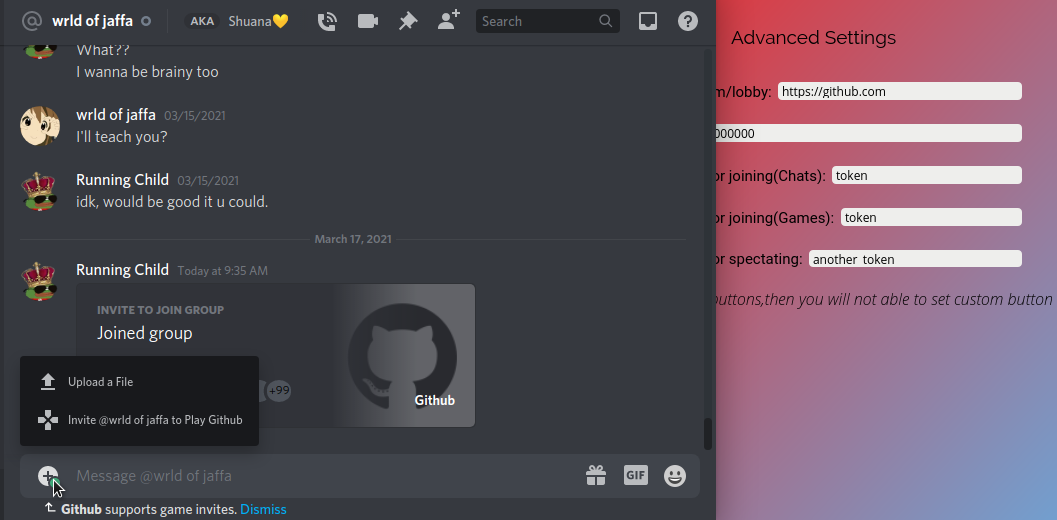 wrld of jaffa AKA Shuana💛 Search
What??
I wanna be brainy too
wrld of jaffa 03/15/2021
I'll teach you?
Running Child 03/15/2021
idk, would be good it u could.
March 17, 2021
Running Child Today at 9:35 AM
INVITE TO JOIN GROUP
Joined group
+99
Github
Upload a File
Invite @wrld of jaffa to Play Github
Message @wrld of jaffa
GIF
Github supports game invites. Dismiss
Advanced Settings
m/lobby: https://github.com
000000
or joining(Chats): token
or joining(Games): token
or spectating: another token
buttons,then you will not able to set custom button